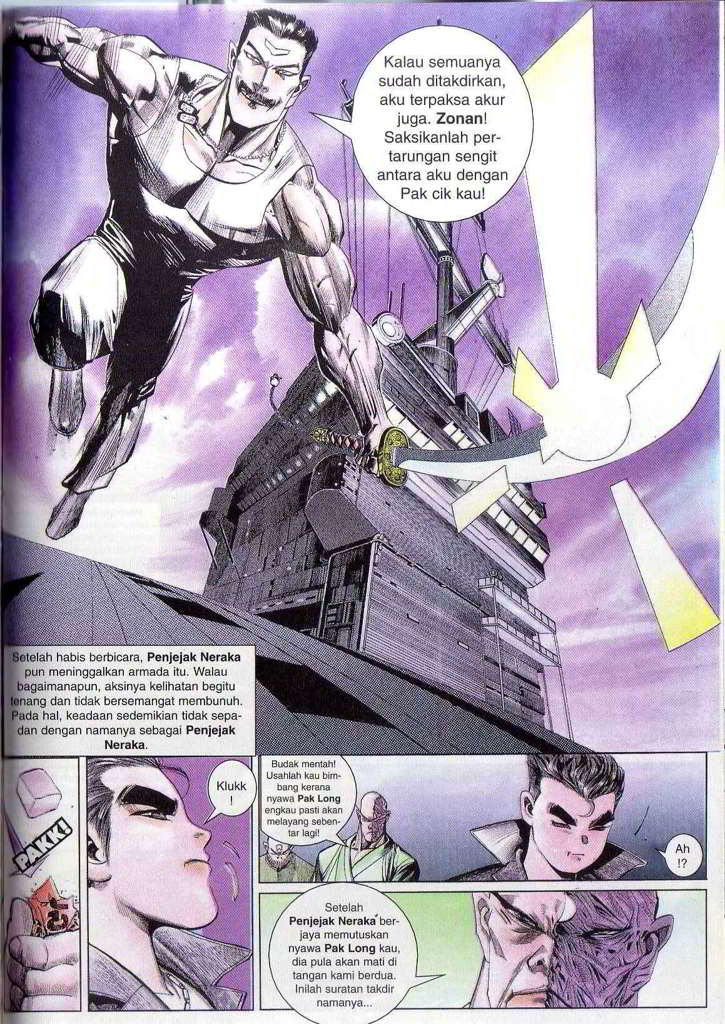 Kalau semuanya
sudah ditakdirkan,
aku terpaksa akur
juga. Zonan!
Saksikanlah per-
tarungan sengit
antara aku dengan
Pak cik kau!
Setelah habis berbicara, Penjejak Neraka
pun meninggalkan armada itu. Walau
bagaimanapun, aksinya kelihatan begitu
tenang dan tidak bersemangat membunuh.
Pada hal, keadaan sedemikian tidak sepa-
dan dengan namanya sebagai Penjejak
Neraka.
PAKK!
Klukk
!
Budak mentah!
Usahlah kau bim-
bang kerana
nyawa Pak Long
engkau pasti akan
melayang seben-
tar lagi!
Ah
!?
Setelah
Penjejak Neraka ber-
jaya memutuskan
nyawa Pak Long kau,
dia pula akan mati di
tangan kami berdua.
Inilah suratan takdir
namanya...